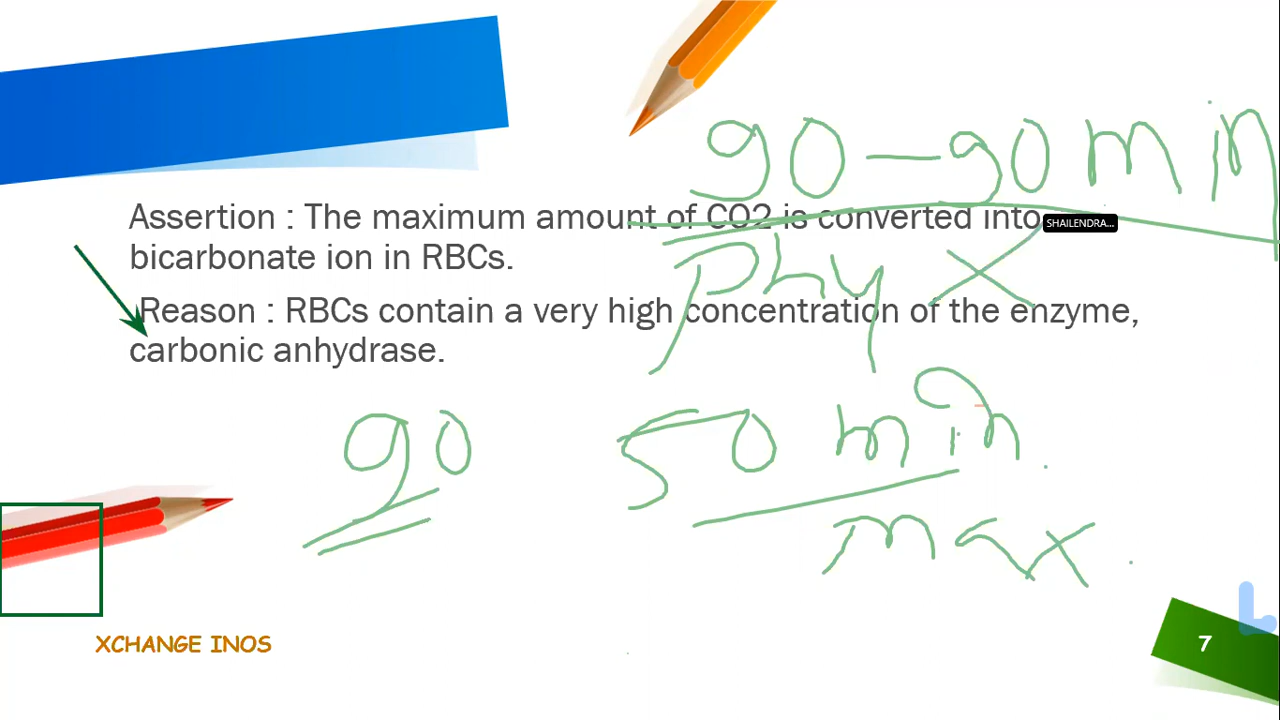 90 - 90 min
Assertion : The maximum amount of CO2 is converted into
SHAILENDRA...
bicarbonate ion in RBCs.
phy X
Reason : RBCs contain a very high concentration of the enzyme,
carbonic anhydrase.
90
50 min
max
XCHANGE INOS
7